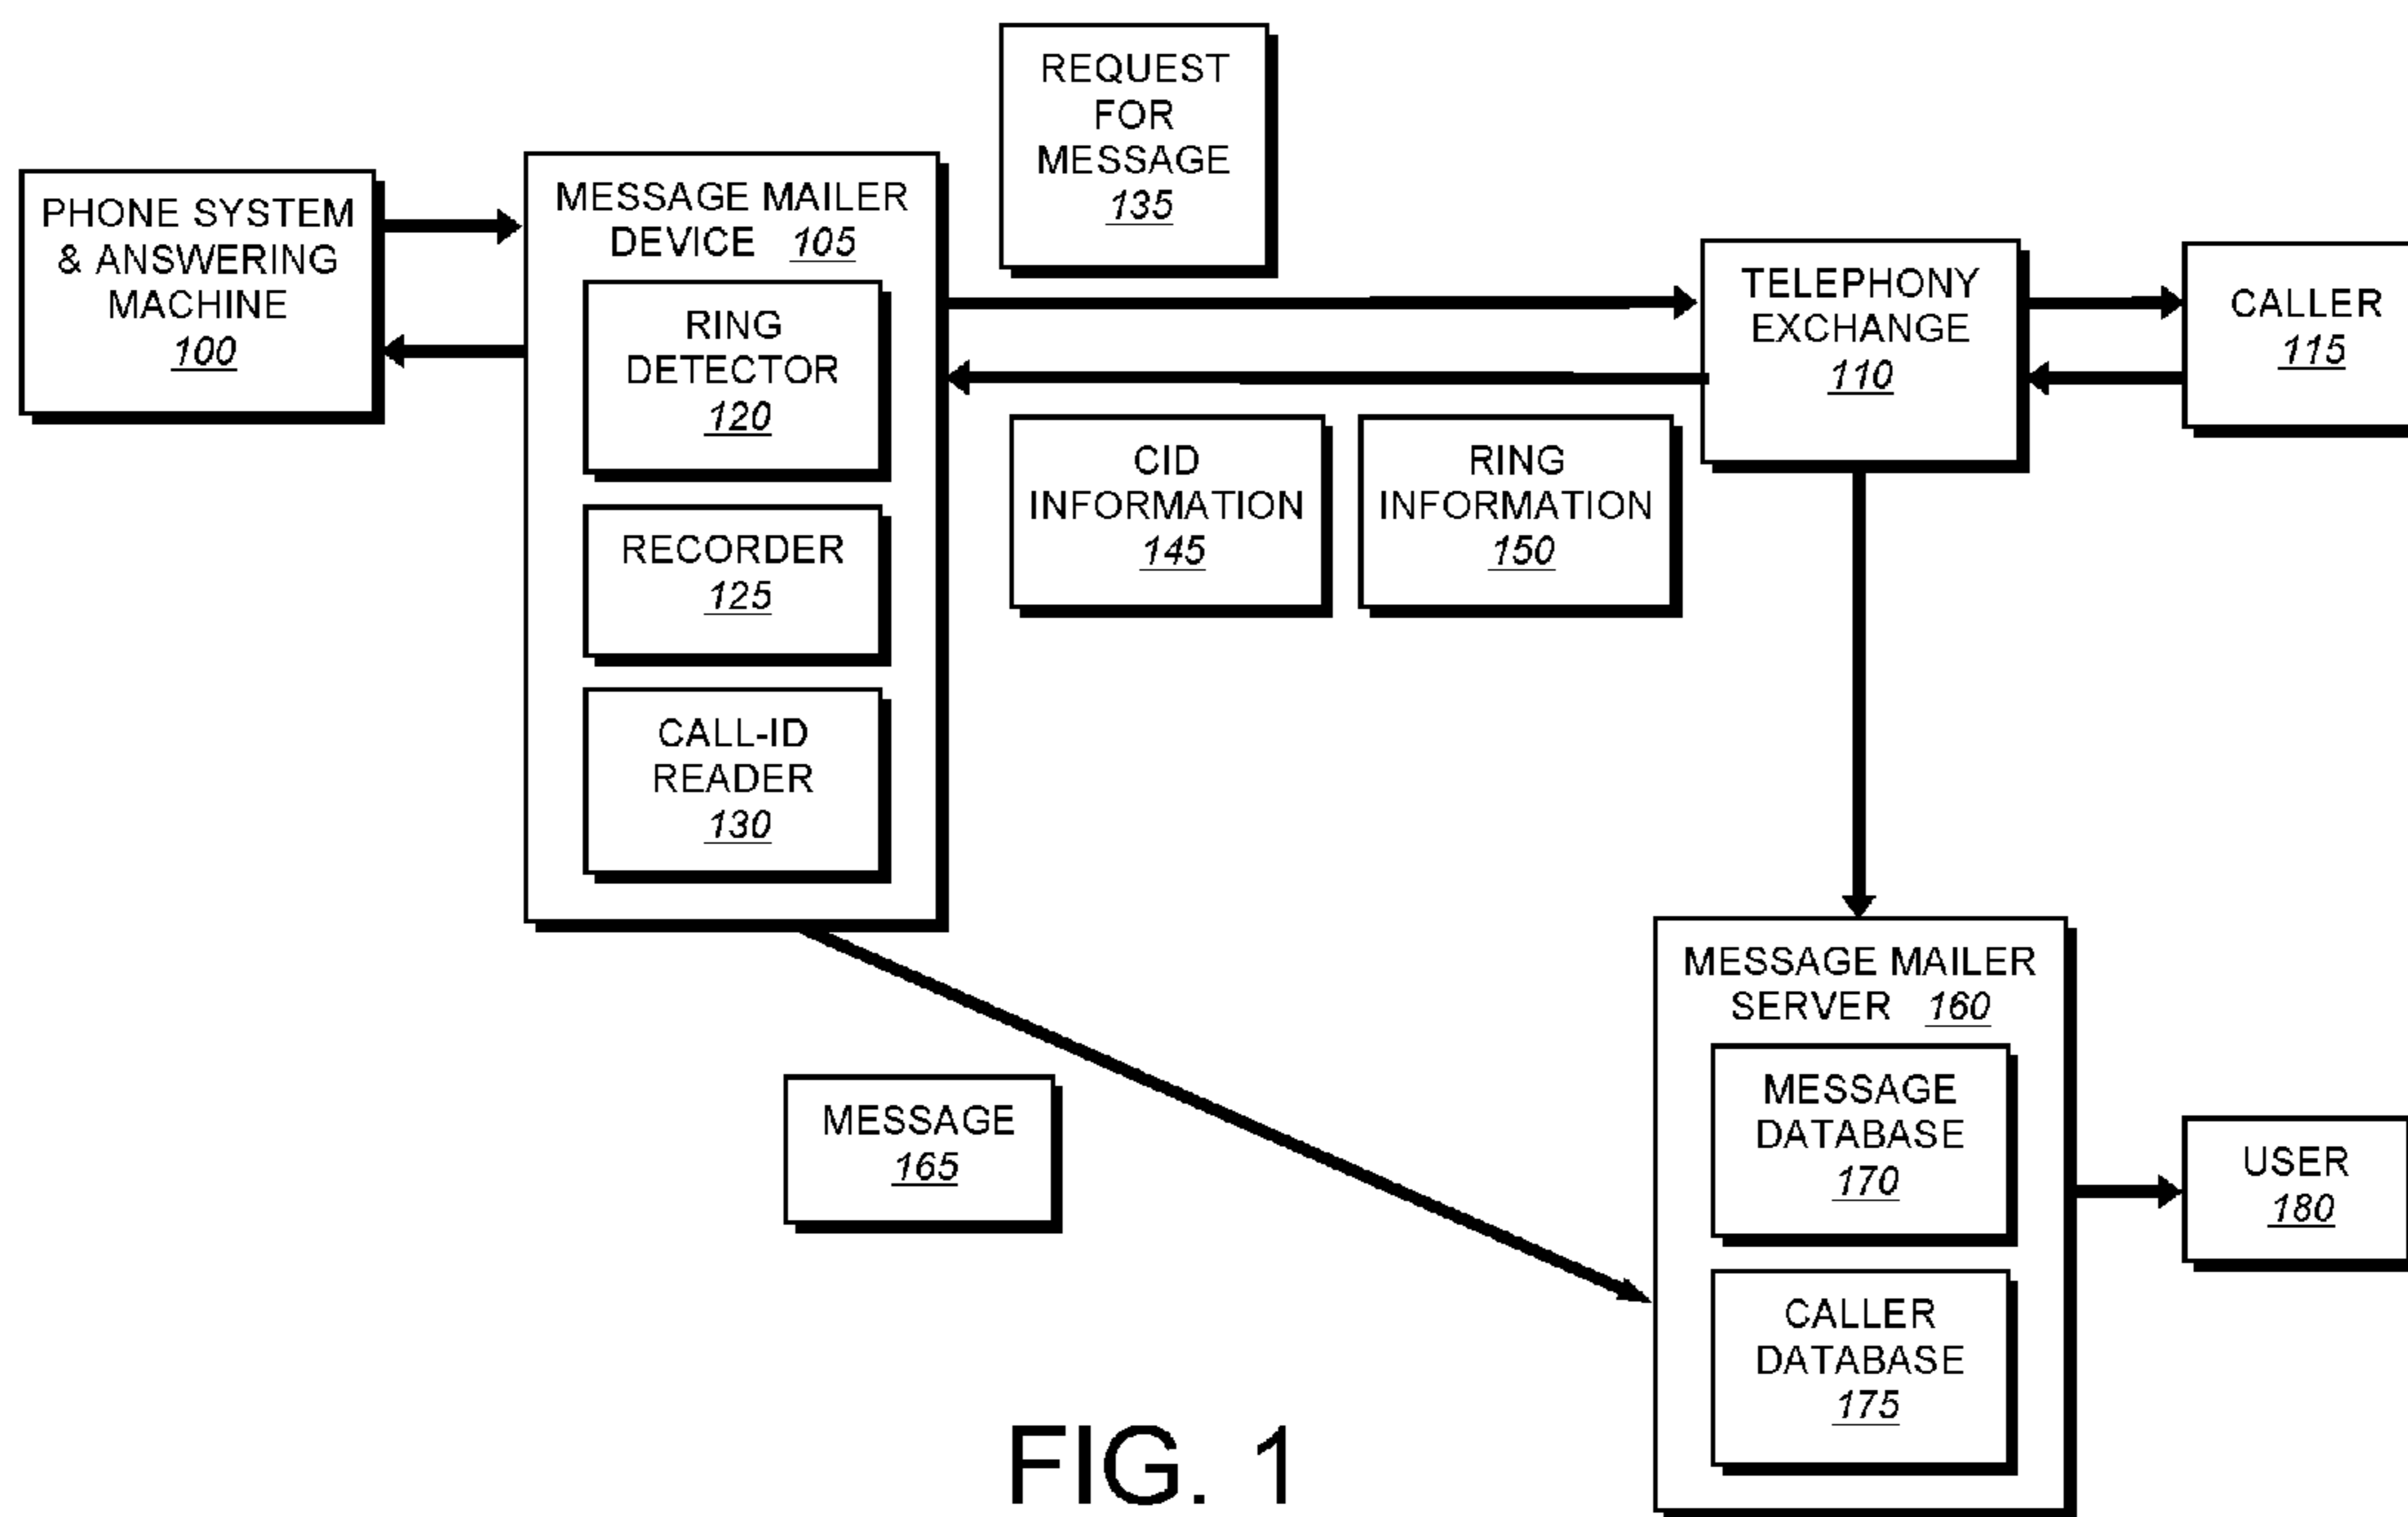 REQUEST
FOR
MESSAGE
135
PHONE SYSTEM
& ANSWERING
MACHINE
100
MESSAGE MAILER
DEVICE 105
RING
DETECTOR
120
RECORDER
125
CALL-ID
READER
130
TELEPHONY
EXCHANGE
110
CALLER
115
CID
INFORMATION
145
RING
INFORMATION
150
MESSAGE
165
MESSAGE MAILER
SERVER 160
MESSAGE
DATABASE
170
CALLER
DATABASE
175
USER
180
FIG. 1